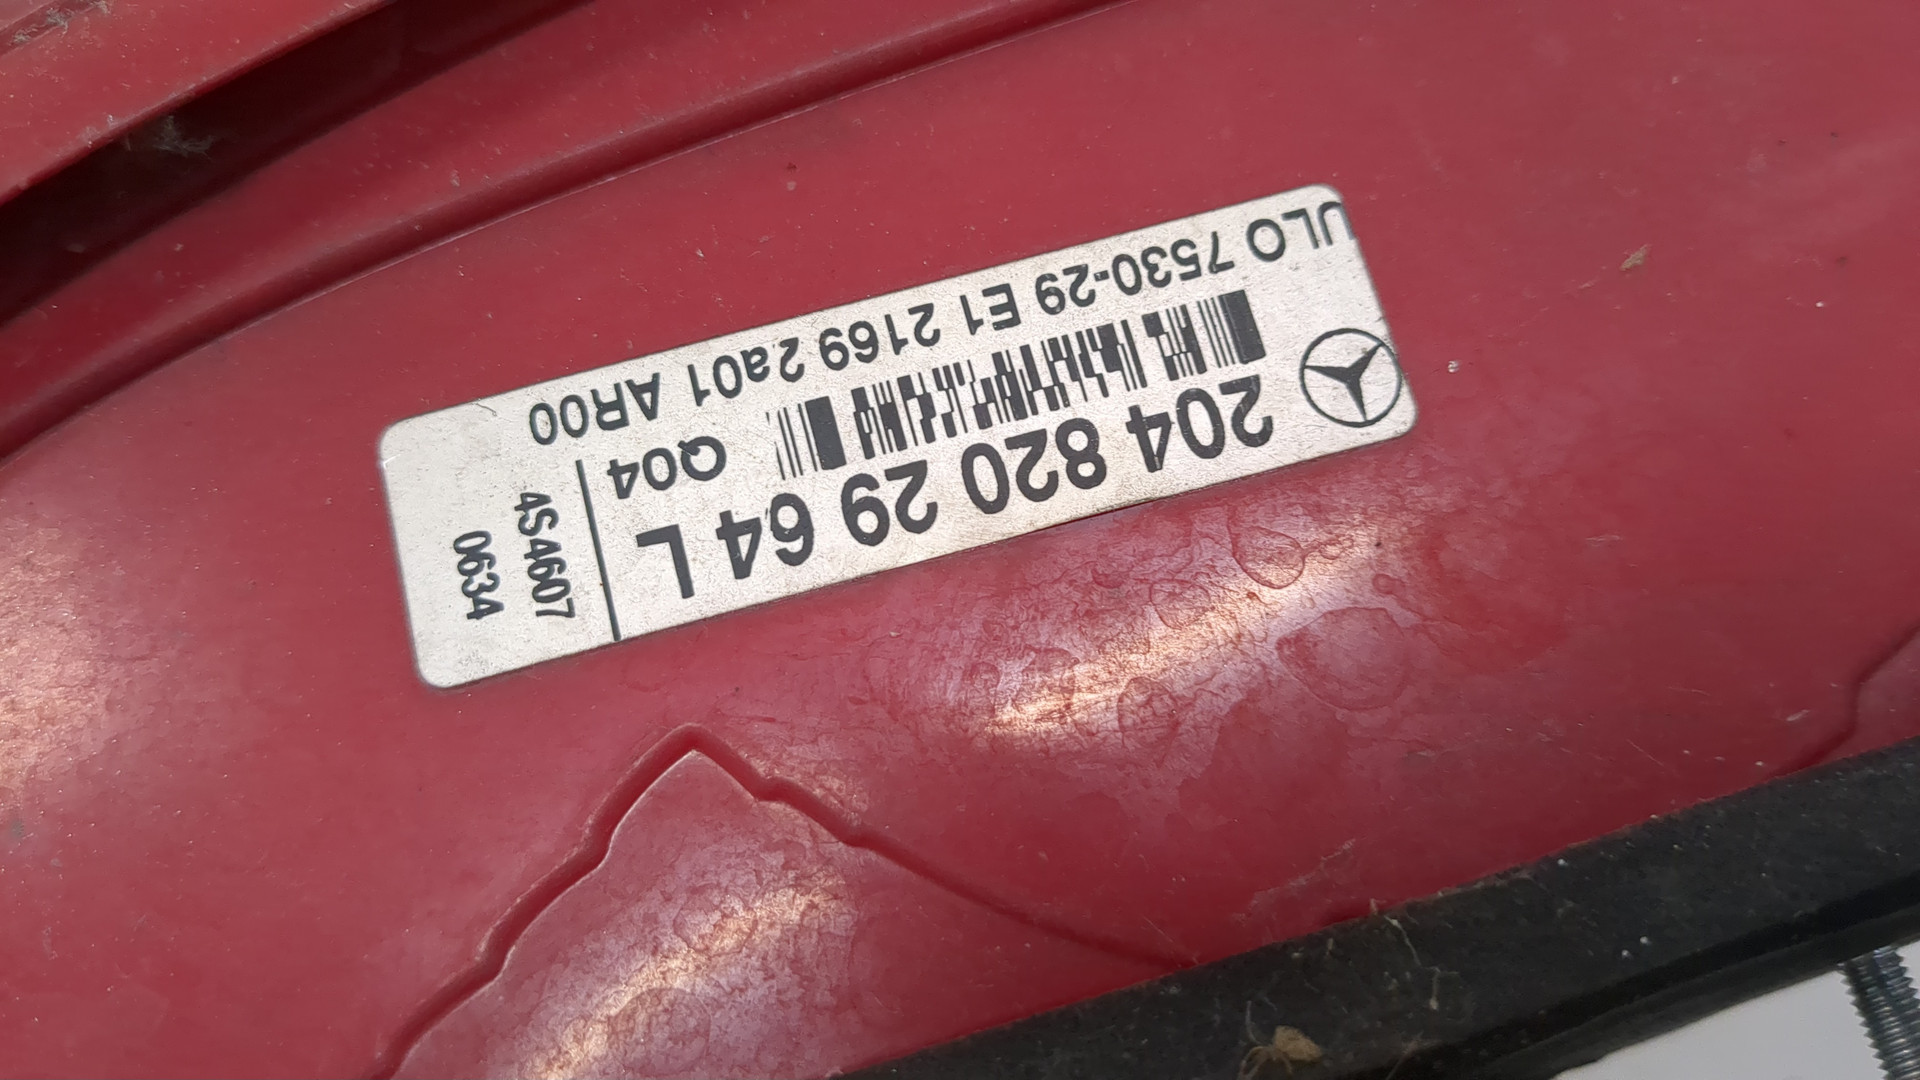 204 820 29 64 L
Q04
ULO 7530-29 E1 2169 2a01 AR00
4S4607
0634